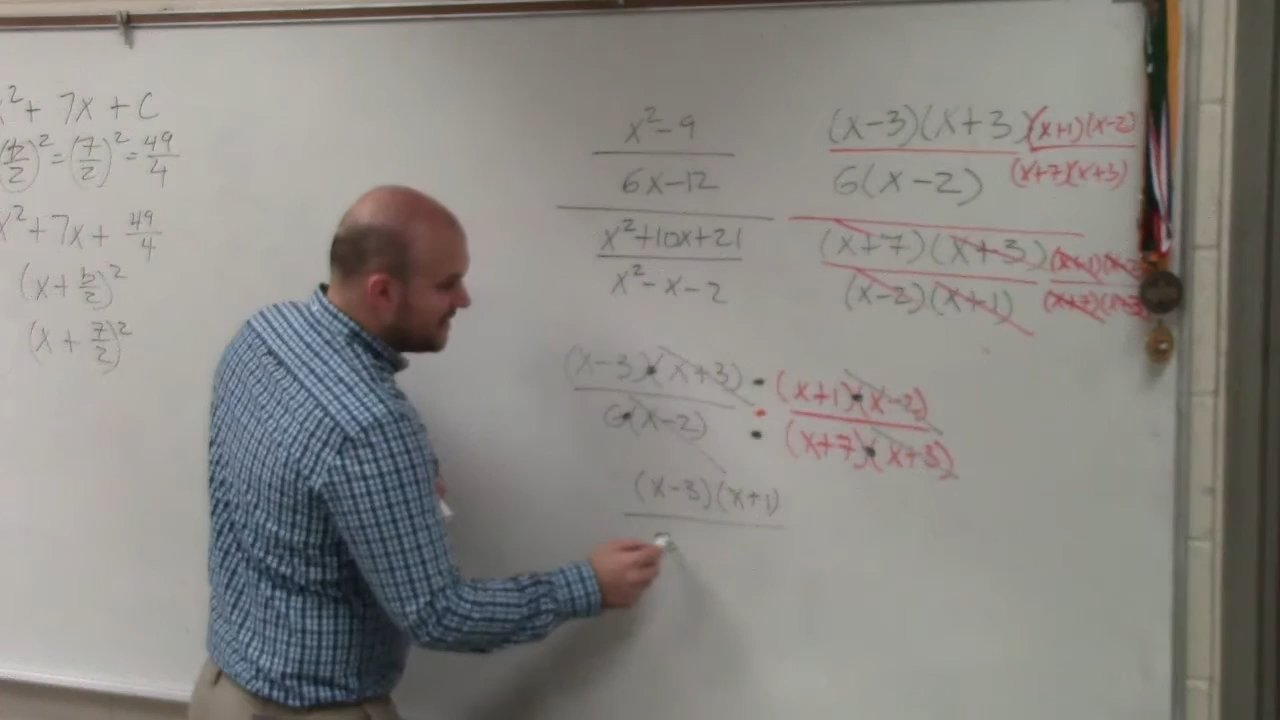 x² + 7x + C
(b/2)² = (7/2)² = 49/4
x² + 7x + 49/4
(x + b/2)²
(x + 7/2)²
x² - 9
6x - 12
x² + 10x + 21
x² - x - 2
(x-3)(x+3)(x+1)(x-2)
6(x-2) (x+7)(x+3)
(x+7)(x+3)
(x-2)(x+1)
(x-3)·(x+3) · (x+1)·(x-2)
6·(x-2) · (x+7)·(x+3)
(x-3)(x+1)